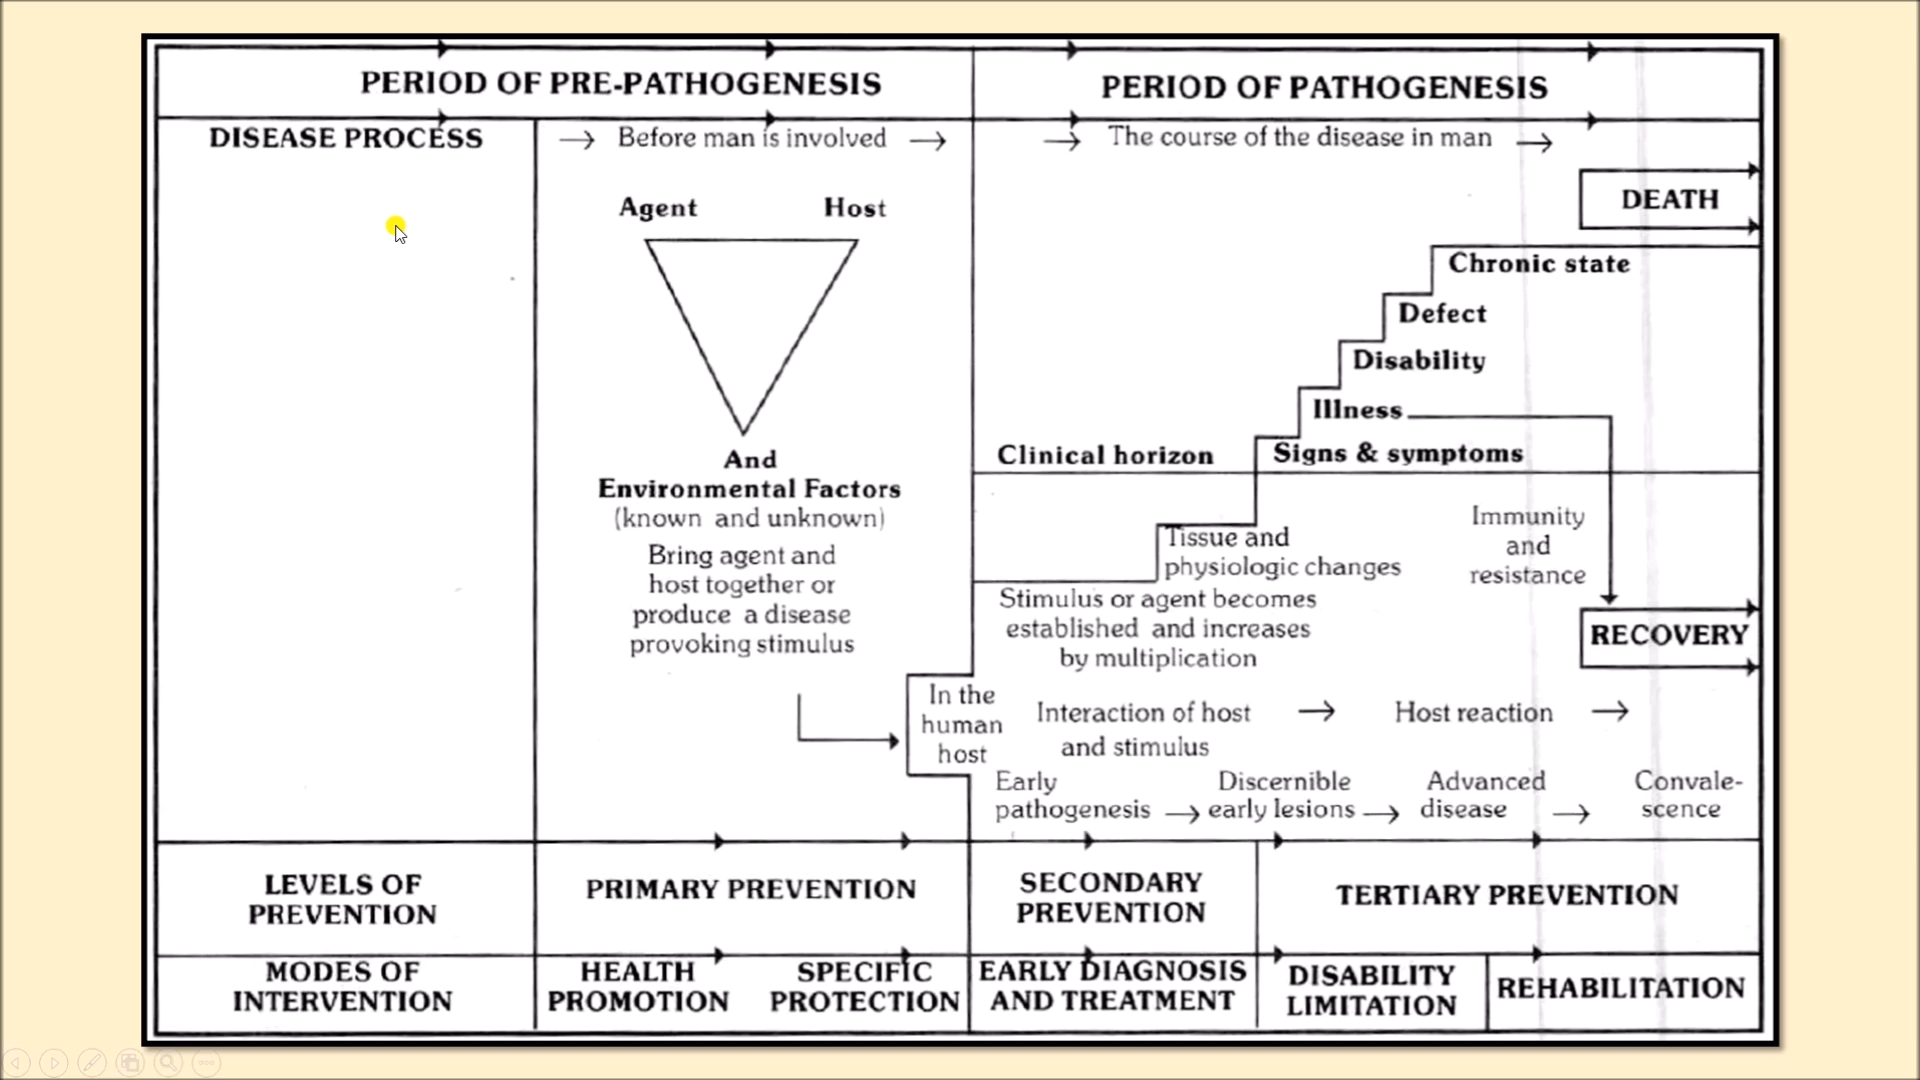 PERIOD OF PRE-PATHOGENESIS
PERIOD OF PATHOGENESIS
DISEASE PROCESS
→ Before man is involved →
→ The course of the disease in man →
Agent Host
And
Environmental Factors
(known and unknown)
Bring agent and
host together or
produce a disease
provoking stimulus
DEATH
Chronic state
Defect
Disability
Illness
Clinical horizon
Signs & symptoms
Tissue and
physiologic changes
Immunity
and
resistance
Stimulus or agent becomes
established and increases
by multiplication
RECOVERY
In the
human
host
Interaction of host
and stimulus
→ Host reaction →
Early
pathogenesis →
Discernible
early lesions →
Advanced
disease →
Convale-
scence
LEVELS OF
PREVENTION
PRIMARY PREVENTION
SECONDARY
PREVENTION
TERTIARY PREVENTION
MODES OF
INTERVENTION
HEALTH
PROMOTION
SPECIFIC
PROTECTION
EARLY DIAGNOSIS
AND TREATMENT
DISABILITY
LIMITATION
REHABILITATION